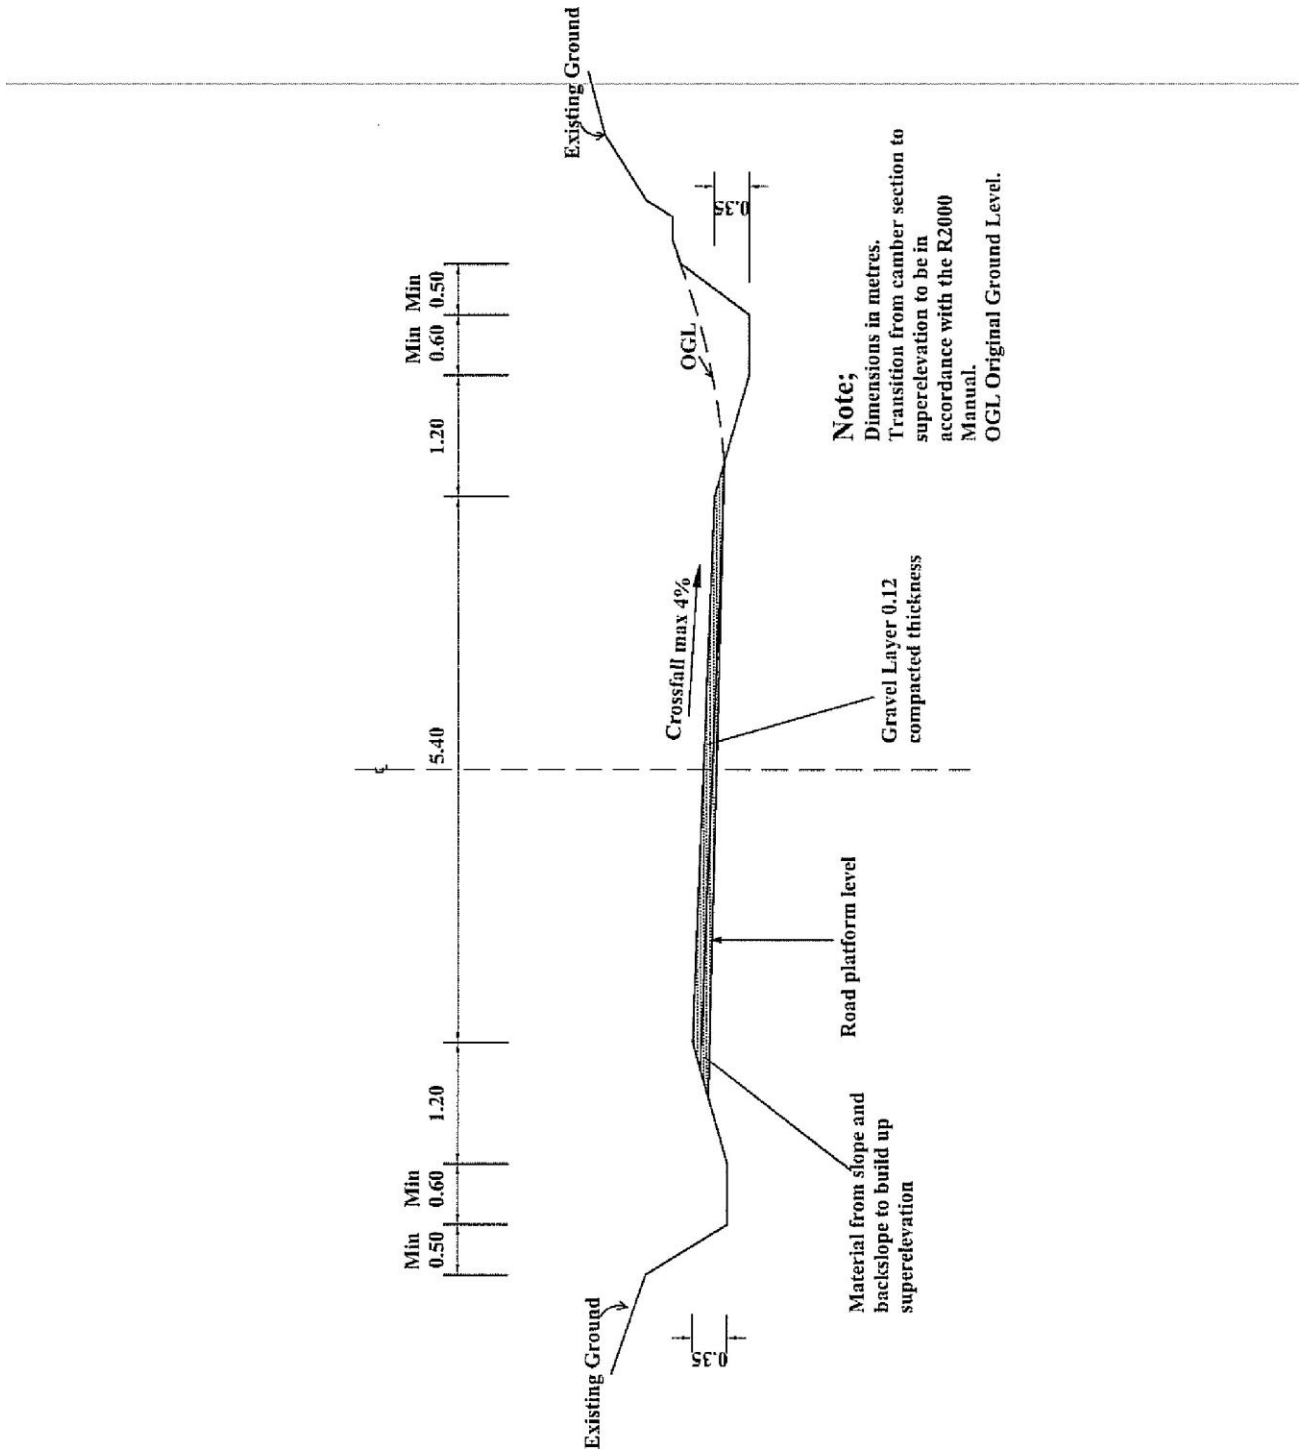 Existing Ground
Existing Ground
Min
0.50
Min
0.60
1.20
5.40
1.20
Min
0.60
Min
0.50
0.35
0.35
OGL
Crossfall max 4%
Material from slope and
backslope to build up
superelevation
Road platform level
Gravel Layer 0.12
compacted thickness
Note;
Dimensions in metres.
Transition from camber section to
superelevation to be in
accordance with the R2000
Manual.
OGL Original Ground Level.